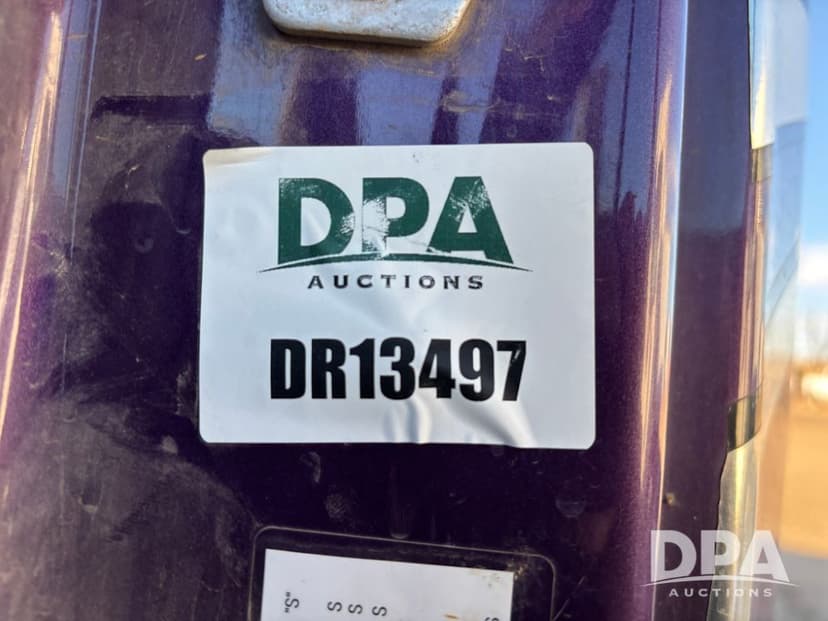 DPA
AUCTIONS
DR13497
"S"
S
S
S
DPA
AUCTIONS